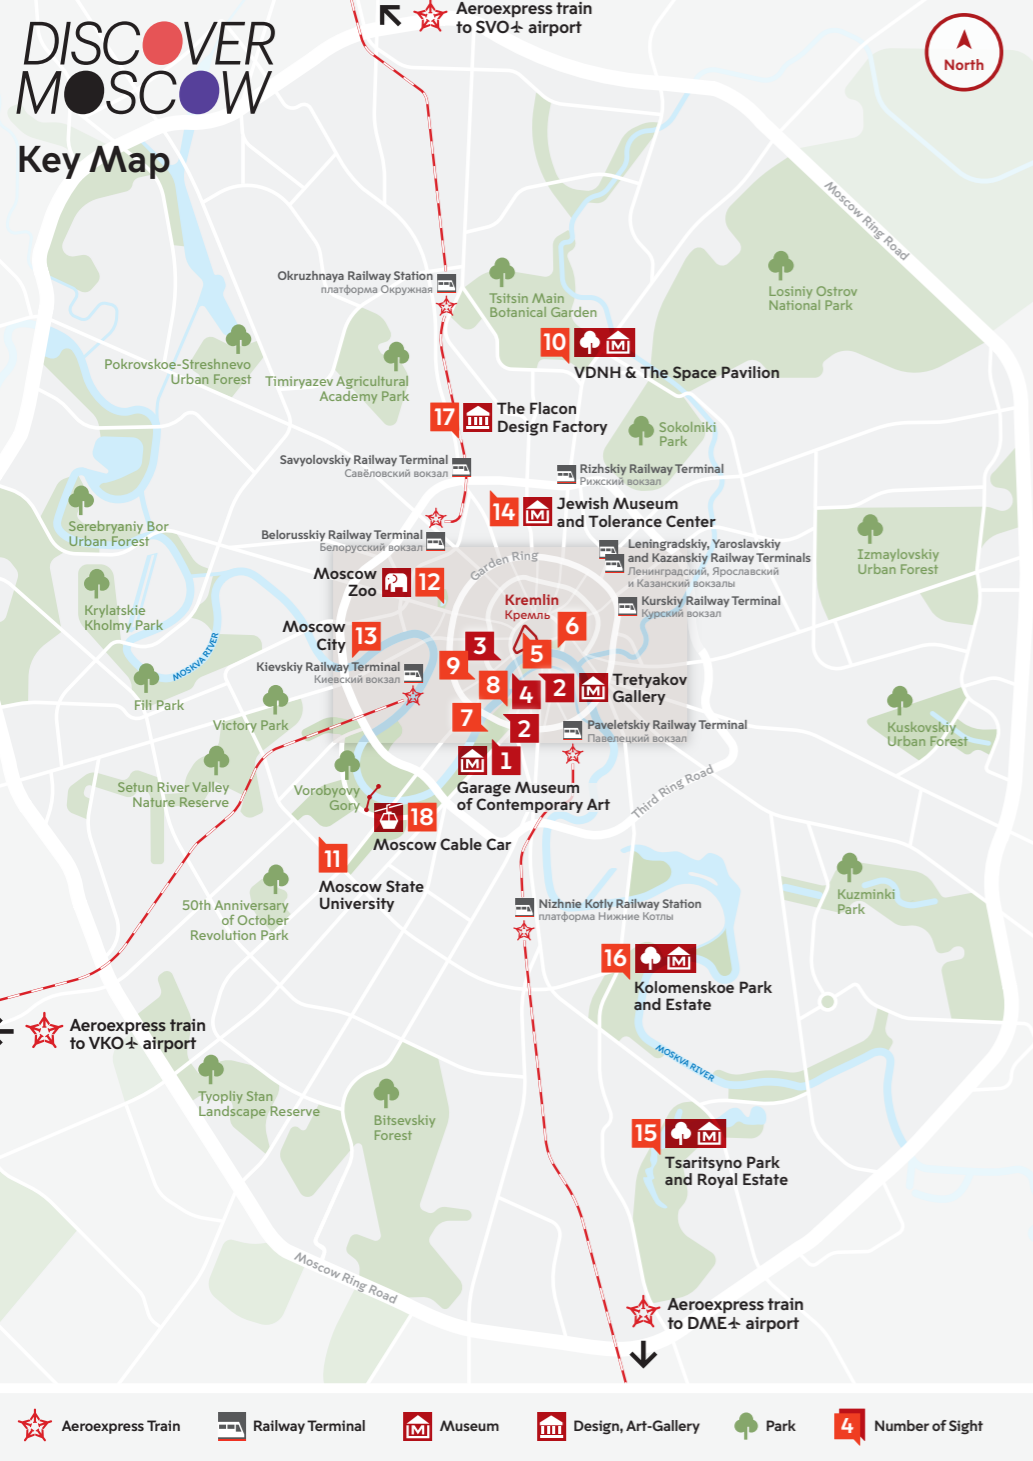 DISCOVER
MOSCOW
Key Map
Aeroexpress train
to SVO airport
North
Moscow Ring Road
Okruzhnaya Railway Station
платформа Окружная
Tsitsin Main
Botanical Garden
Losiniy Ostrov
National Park
10
VDNH & The Space Pavilion
Pokrovskoe-Streshnevo
Urban Forest
Timiryazev Agricultural
Academy Park
17
The Flacon
Design Factory
Sokolniki
Park
Savyolovskiy Railway Terminal
Савёловский вокзал
Rizhskiy Railway Terminal
Рижский вокзал
14
Jewish Museum
and Tolerance Center
Serebryaniy Bor
Urban Forest
Belorusskiy Railway Terminal
Белорусский вокзал
Garden Ring
Leningradskiy, Yaroslavskiy
and Kazanskiy Railway Terminals
Ленинградский, Ярославский
и Казанский вокзалы
Izmaylovskiy
Urban Forest
Moscow
Zoo
12
Krylatskie
Kholmy Park
Kremlin
Кремль
Kurskiy Railway Terminal
Курский вокзал
Moscow
City
13
3
6
5
9
MOSKVA RIVER
Kievskiy Railway Terminal
Киевский вокзал
8
4
2
Tretyakov
Gallery
Fili Park
Victory Park
7
2
Paveletskiy Railway Terminal
Павелецкий вокзал
Kuskovskiy
Urban Forest
1
Garage Museum
of Contemporary Art
Setun River Valley
Nature Reserve
Vorobyovy
Gory
Third Ring Road
18
Moscow Cable Car
11
Moscow State
University
50th Anniversary
of October
Revolution Park
Kuzminki
Park
Nizhnie Kotly Railway Station
платформа Нижние Котлы
16
Kolomenskoe Park
and Estate
Aeroexpress train
to VKO airport
MOSKVA RIVER
Tyopliy Stan
Landscape Reserve
Bitsevskiy
Forest
15
Tsaritsyno Park
and Royal Estate
Moscow Ring Road
Aeroexpress train
to DME airport
Aeroexpress Train
Railway Terminal
M
Museum
Design, Art-Gallery
Park
4
Number of Sight